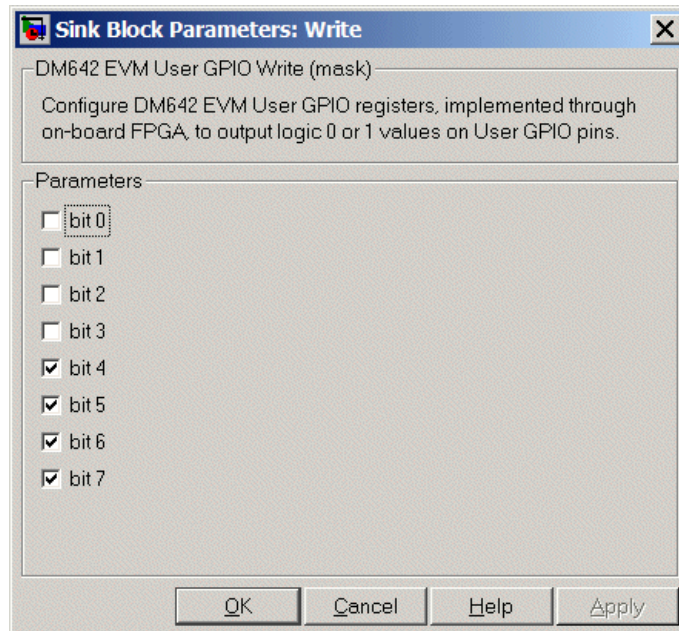 Sink Block Parameters: Write
DM642 EVM User GPIO Write (mask)
Configure DM642 EVM User GPIO registers, implemented through
on-board FPGA, to output logic 0 or 1 values on User GPIO pins.
Parameters
bit 0
bit 1
bit 2
bit 3
bit 4
bit 5
bit 6
bit 7
OK Cancel Help Apply